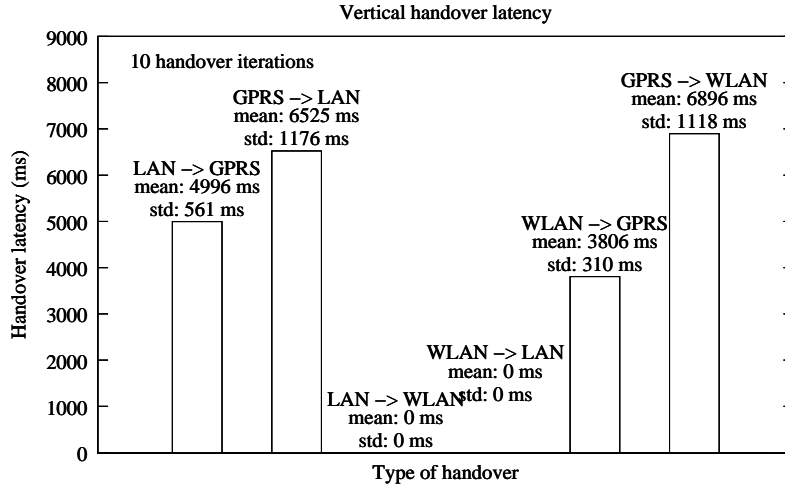 Vertical handover latency
9000
8000
7000
6000
5000
4000
3000
2000
1000
0
Handover latency (ms)
10 handover iterations
LAN −> GPRS
mean: 4996 ms
std: 561 ms
GPRS −> LAN
mean: 6525 ms
std: 1176 ms
LAN −> WLAN
mean: 0 ms
std: 0 ms
WLAN −> LAN
mean: 0 ms
std: 0 ms
WLAN −> GPRS
mean: 3806 ms
std: 310 ms
GPRS −> WLAN
mean: 6896 ms
std: 1118 ms
Type of handover